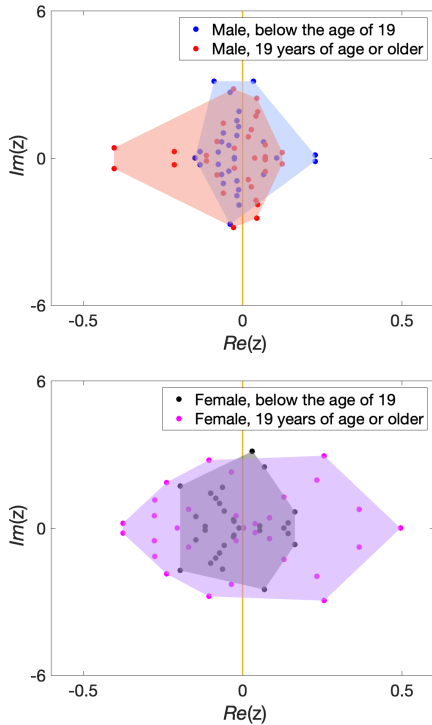 6
Male, below the age of 19
Male, 19 years of age or older
Im(z)
0
-6
-0.5
0
0.5
Re(z)
6
Female, below the age of 19
Female, 19 years of age or older
Im(z)
0
-6
-0.5
0
0.5
Re(z)